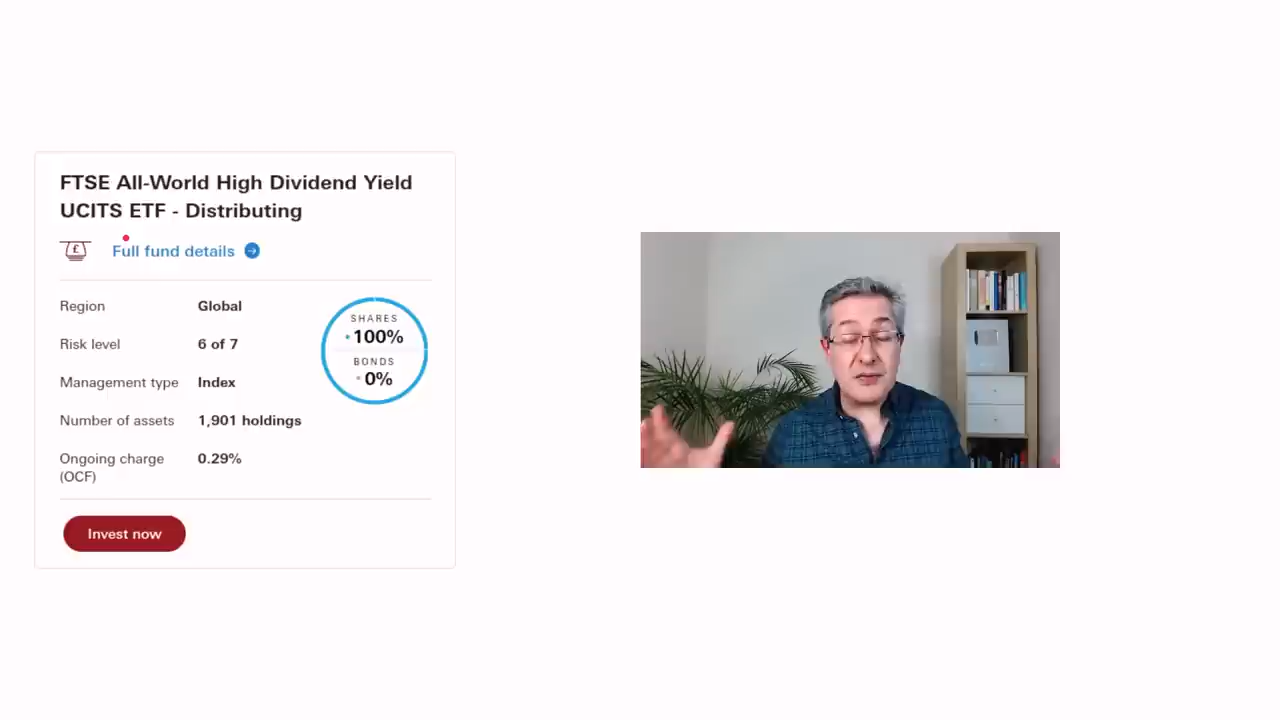 FTSE All-World High Dividend Yield
UCITS ETF - Distributing
£
Full fund details
Region Global
Risk level 6 of 7
Management type Index
Number of assets 1,901 holdings
Ongoing charge 0.29%
(OCF)
SHARES
100%
BONDS
0%
Invest now